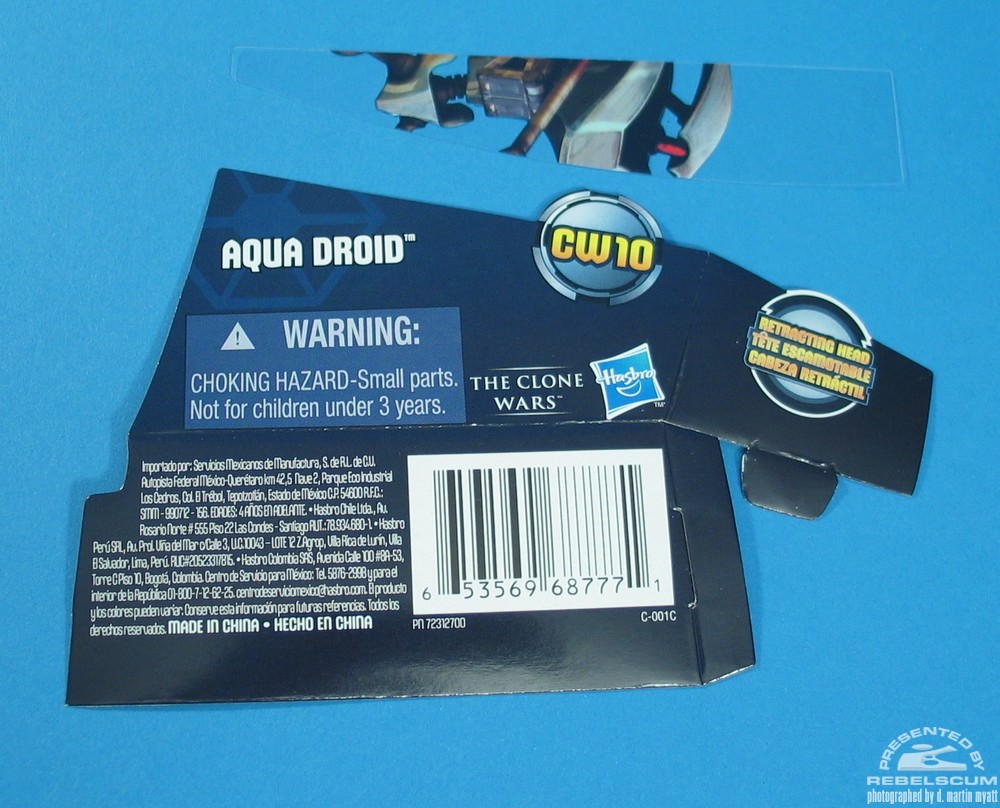 AQUA DROID™
CW10
RETRACTING HEAD
TÊTE ESCAMOTABLE
CABEZA RETRÁCTIL
WARNING:
CHOKING HAZARD-Small parts.
Not for children under 3 years.
THE CLONE
WARS™
Hasbro
TM
Importado por: Servicios Mexicanos de Manufactura, S. de R.L. de C.V.
Autopista Federal México-Querétaro km 42,5 Nave 2, Parque Eco Industrial
Los Cedros, Col. El Trébol, Tepotzotlán, Estado de México C.P. 54600 R.F.C.:
SMM - 990712 - 1S6. EDADES: 4 AÑOS EN ADELANTE. • Hasbro Chile Ltda., Av.
Rosario Norte # 555 Piso 22 Las Condes - Santiago RUT.:78.934.680-1. • Hasbro
Perú SRL, Av. Prol. Viña del Mar o Calle 3, U.C.10043 - LOTE 12 Z.Agrop. Villa Rica de Lurín, Villa
El Salvador, Lima, Perú. RUC#20523317815. • Hasbro Colombia SAS, Avenida Calle 100 #8A-53,
Torre C Piso 10, Bogotá, Colombia. Centro de Servicio para México: Tel. 5876-2998 y para el
interior de la República 01-800-7-12-62-25. centrodeserviciomexico@hasbro.com. El producto
y los colores pueden variar. Conserve esta información para futuras referencias. Todos los
derechos reservados. MADE IN CHINA • HECHO EN CHINA
6 53569 68777 1
PN 72312700
C-001C
PRESENTED BY
REBELSCUM
photographed by d. martin myatt